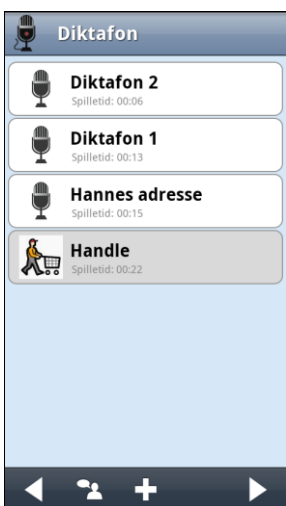 Diktafon
Diktafon 2
Spilletid: 00:06
Diktafon 1
Spilletid: 00:13
Hannes adresse
Spilletid: 00:15
Handle
Spilletid: 00:22